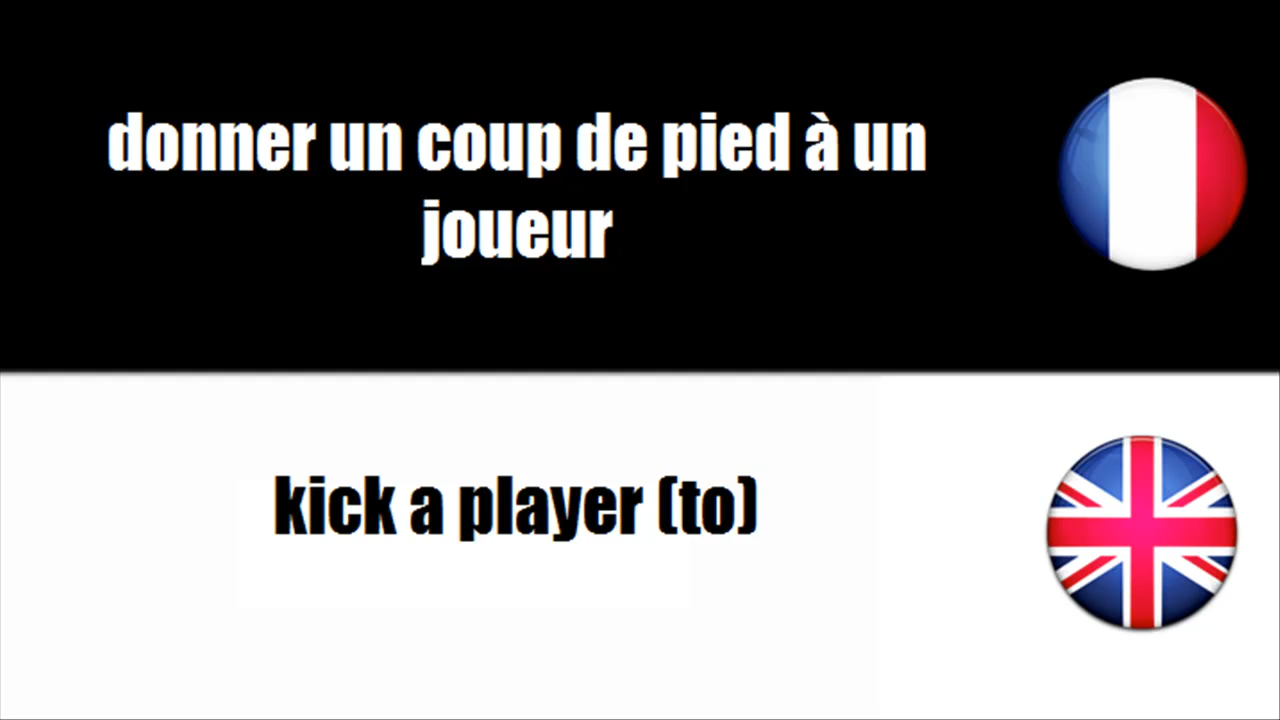 donner un coup de pied à un
joueur
kick a player (to)